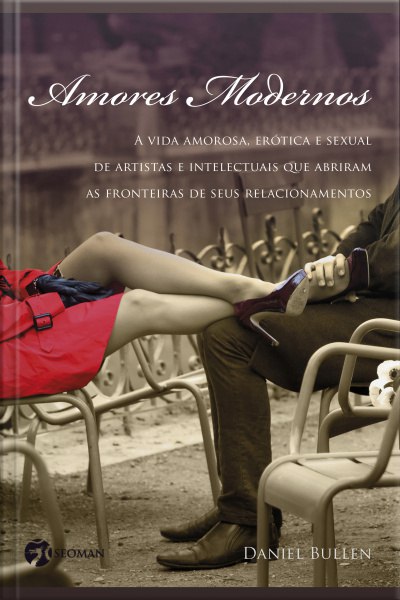 Amores Modernos
A vida amorosa, erótica e sexual
de artistas e intelectuais que abriram
as fronteiras de seus relacionamentos
SEOMAN
Daniel Bullen